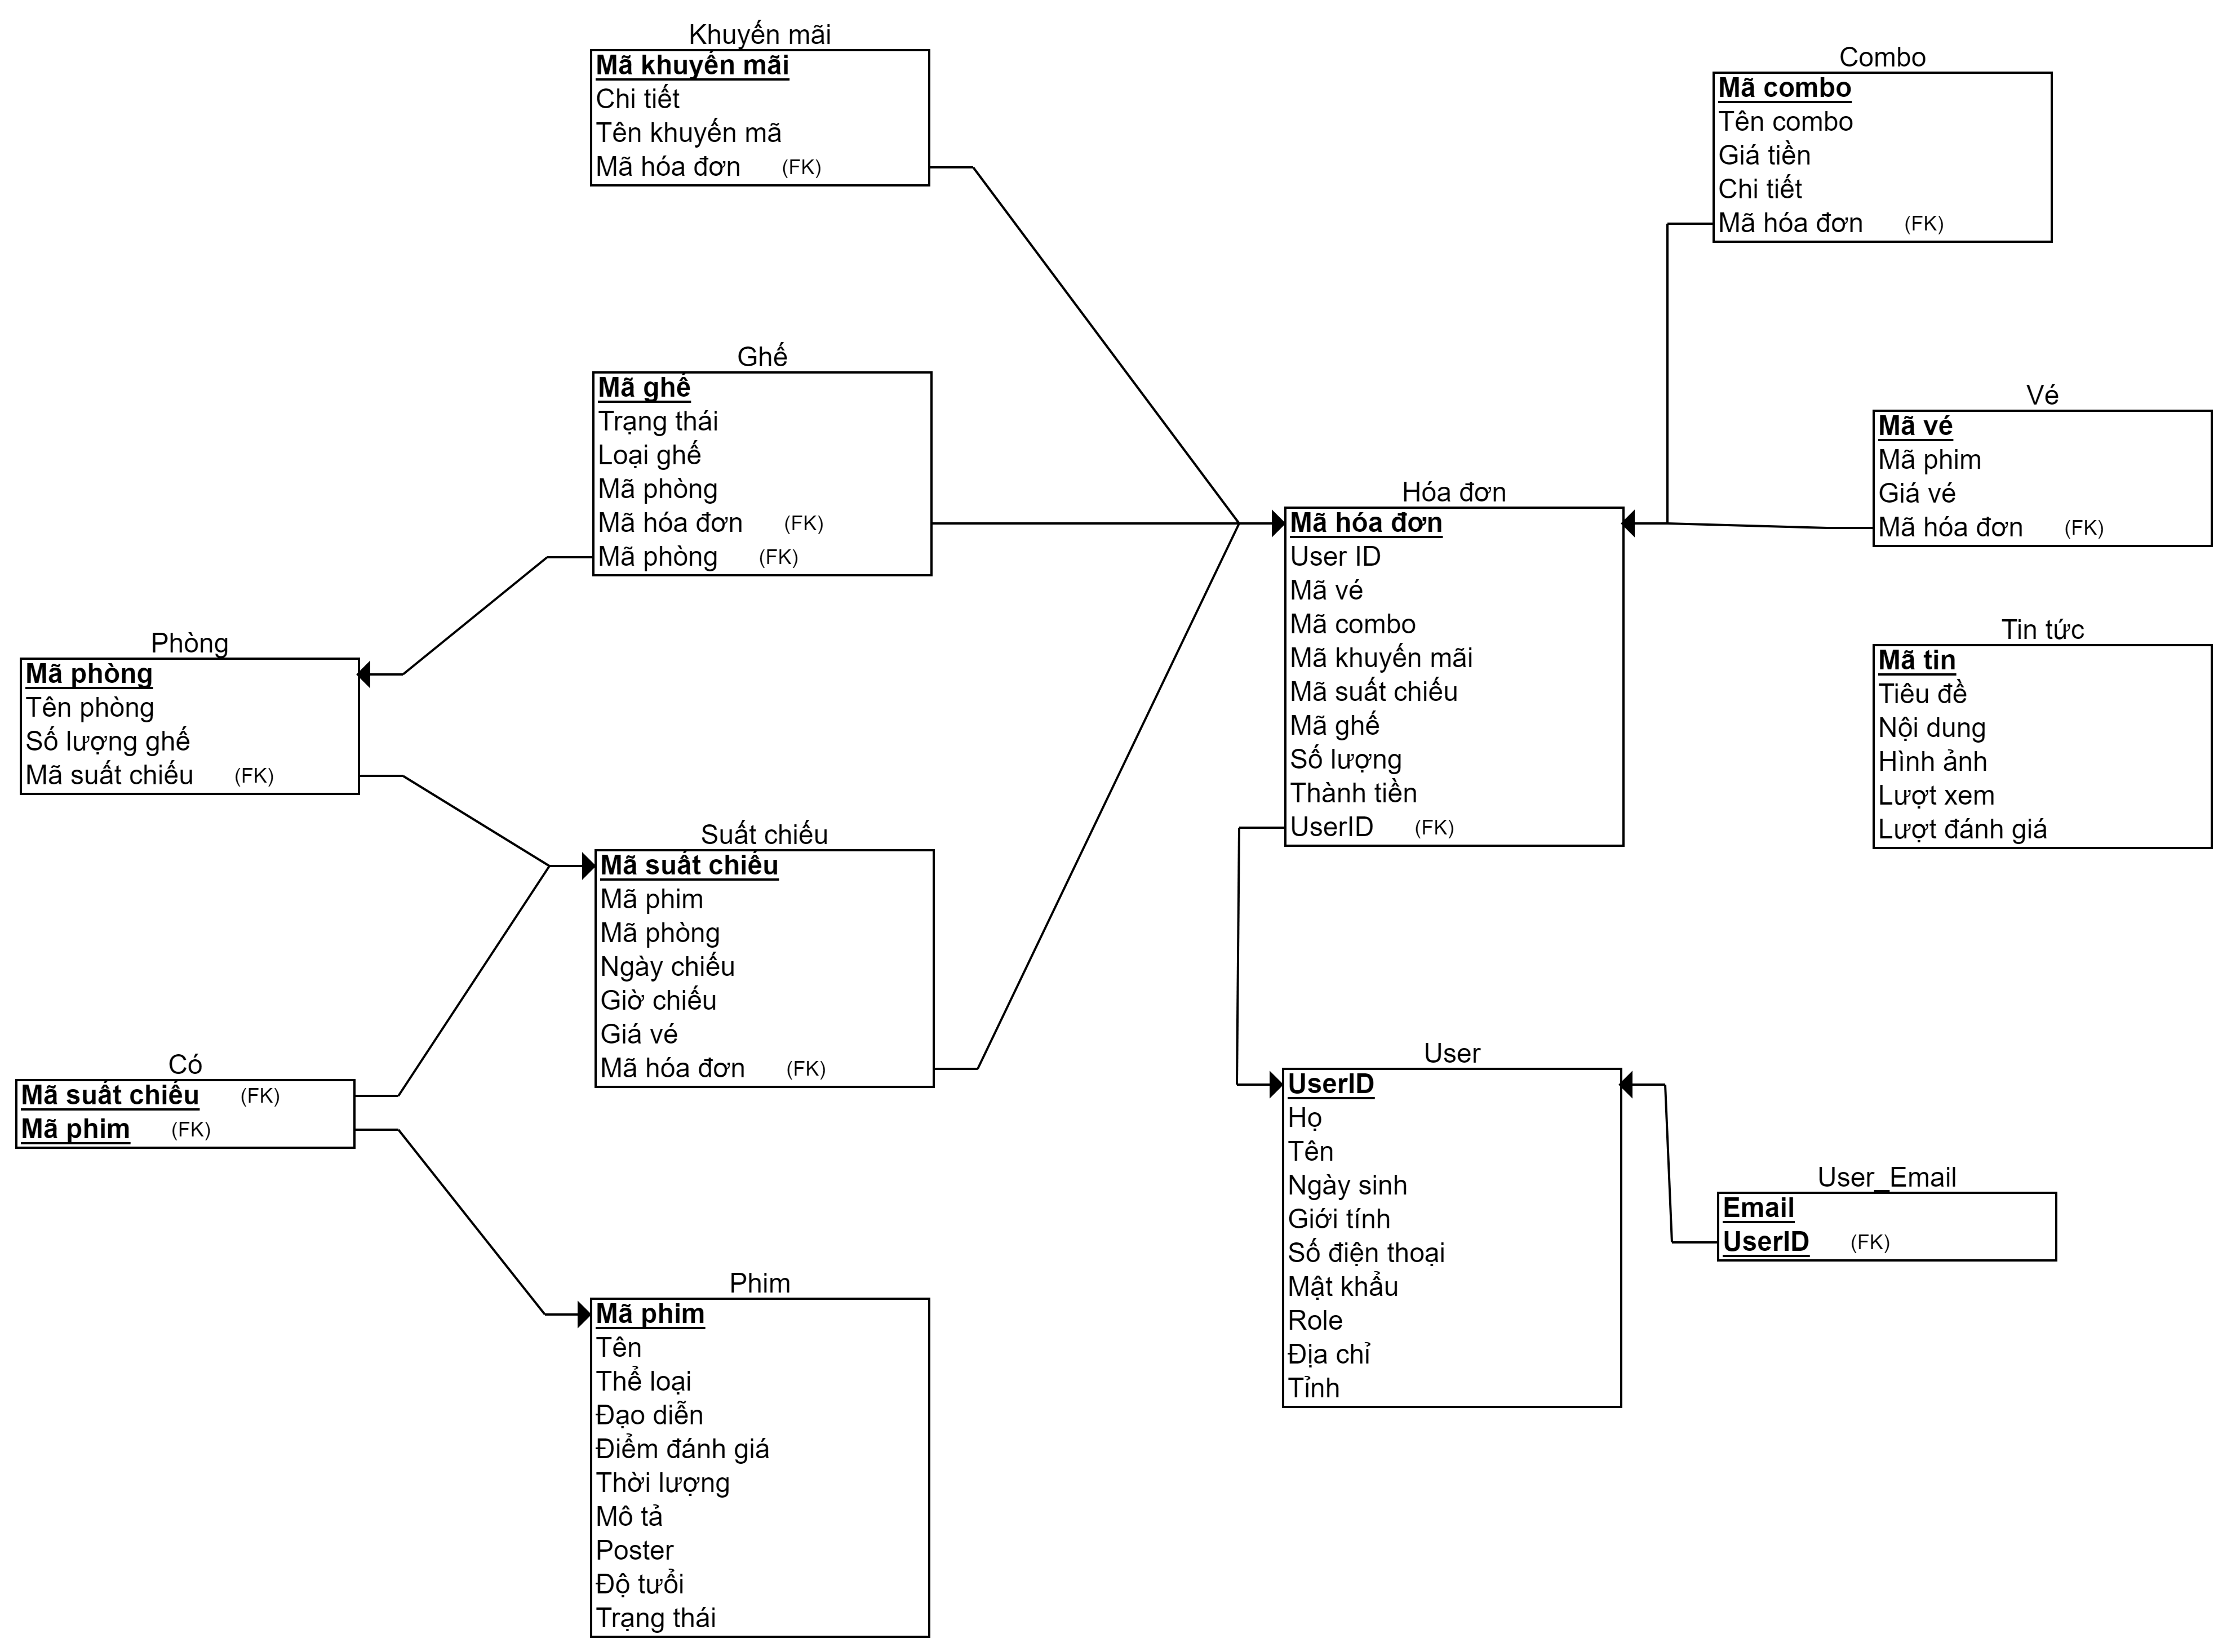 Khuyến mãi
Mã khuyến mãi
Chi tiết
Tên khuyến mã
Mã hóa đơn (FK)
Combo
Mã combo
Tên combo
Giá tiền
Chi tiết
Mã hóa đơn (FK)
Ghế
Mã ghế
Trạng thái
Loại ghế
Mã phòng
Mã hóa đơn (FK)
Mã phòng (FK)
Vé
Mã vé
Mã phim
Giá vé
Mã hóa đơn (FK)
Hóa đơn
Mã hóa đơn
User ID
Mã vé
Mã combo
Mã khuyến mãi
Mã suất chiếu
Mã ghế
Số lượng
Thành tiền
UserID (FK)
Tin tức
Mã tin
Tiêu đề
Nội dung
Hình ảnh
Lượt xem
Lượt đánh giá
Phòng
Mã phòng
Tên phòng
Số lượng ghế
Mã suất chiếu (FK)
Suất chiếu
Mã suất chiếu
Mã phim
Mã phòng
Ngày chiếu
Giờ chiếu
Giá vé
Mã hóa đơn (FK)
Có
Mã suất chiếu (FK)
Mã phim (FK)
User
UserID
Họ
Tên
Ngày sinh
Giới tính
Số điện thoại
Mật khẩu
Role
Địa chỉ
Tỉnh
User_Email
Email
UserID (FK)
Phim
Mã phim
Tên
Thể loại
Đạo diễn
Điểm đánh giá
Thời lượng
Mô tả
Poster
Độ tưổi
Trạng thái